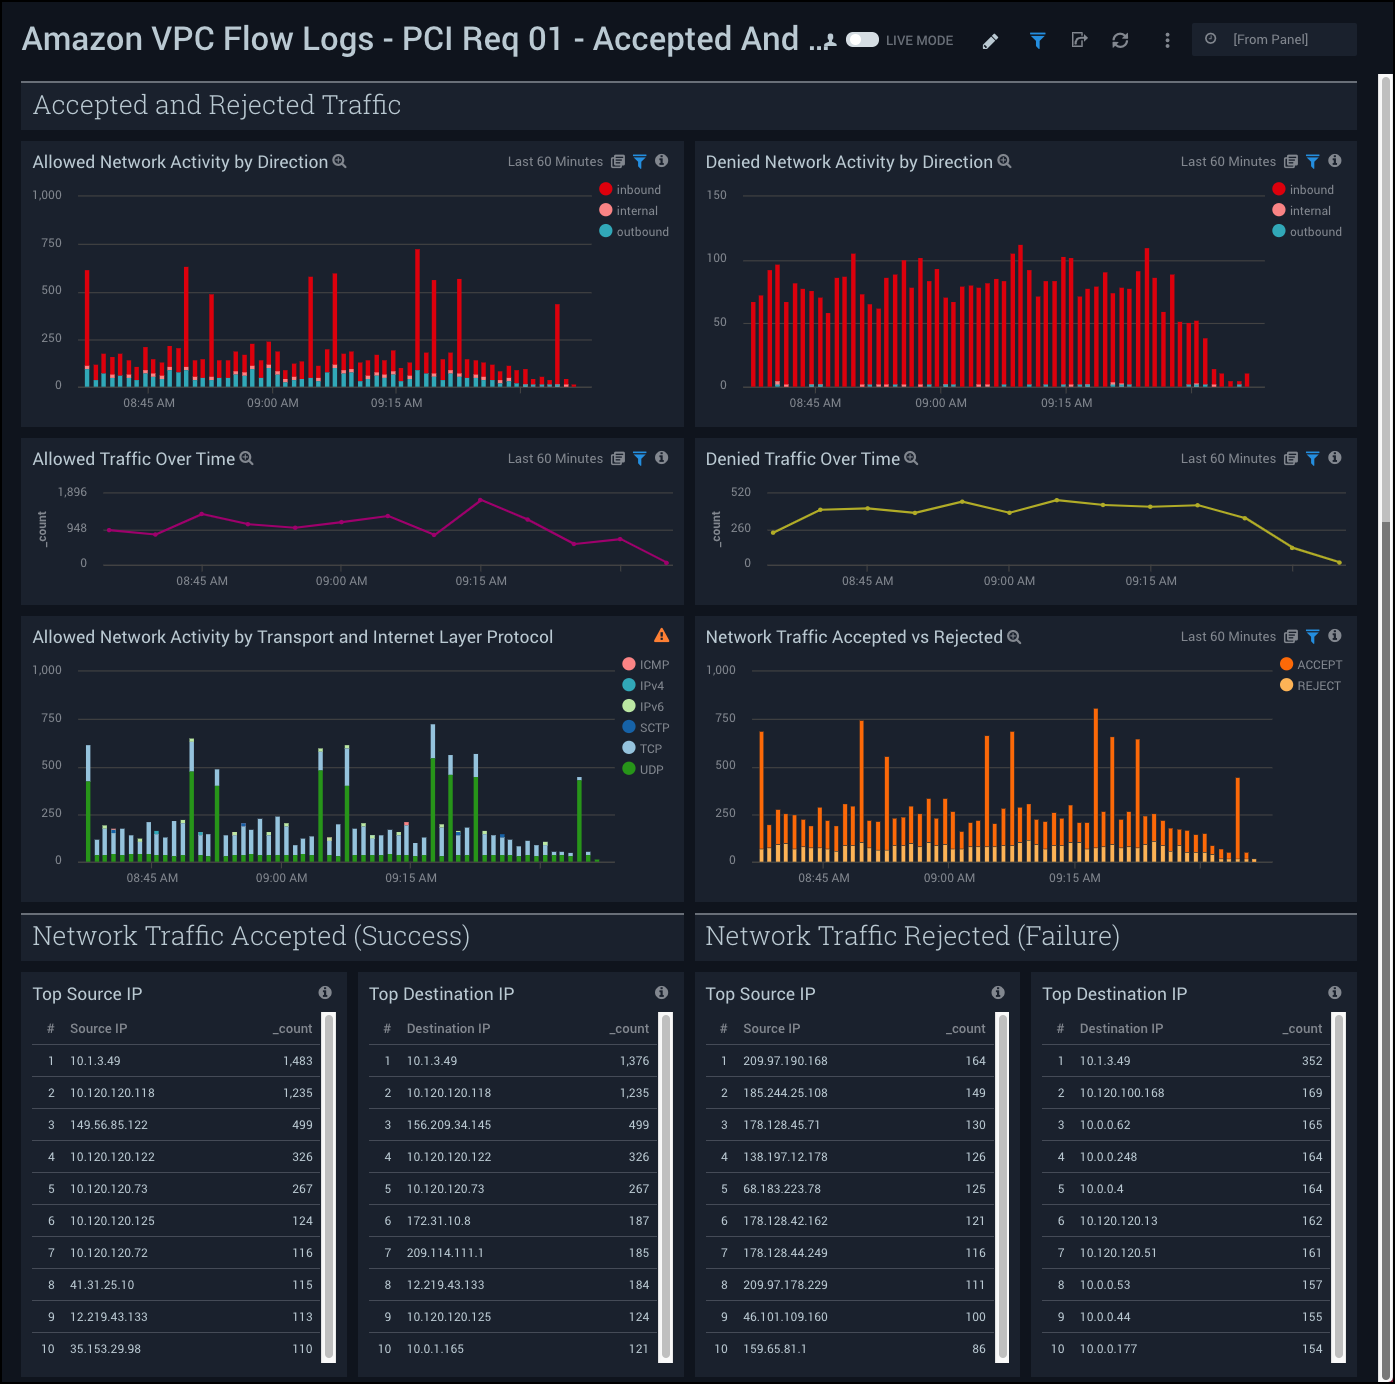 Amazon VPC Flow Logs - PCI Req 01 - Accepted And ...
LIVE MODE
[From Panel]
Accepted and Rejected Traffic
Allowed Network Activity by Direction
Last 60 Minutes
1,000
750
500
250
0
08:45 AM 09:00 AM 09:15 AM
inbound
internal
outbound
Denied Network Activity by Direction
Last 60 Minutes
150
100
50
0
08:45 AM 09:00 AM 09:15 AM
inbound
internal
outbound
Allowed Traffic Over Time
Last 60 Minutes
_count
1,896
948
0
08:45 AM 09:00 AM 09:15 AM
Denied Traffic Over Time
Last 60 Minutes
_count
520
260
0
08:45 AM 09:00 AM 09:15 AM
Allowed Network Activity by Transport and Internet Layer Protocol
1,000
750
500
250
0
08:45 AM 09:00 AM 09:15 AM
ICMP
IPv4
IPv6
SCTP
TCP
UDP
Network Traffic Accepted vs Rejected
Last 60 Minutes
1,000
750
500
250
0
08:45 AM 09:00 AM 09:15 AM
ACCEPT
REJECT
Network Traffic Accepted (Success)
Top Source IP
# Source IP _count
1 10.1.3.49 1,483
2 10.120.120.118 1,235
3 149.56.85.122 499
4 10.120.120.122 326
5 10.120.120.73 267
6 10.120.120.125 124
7 10.120.120.72 116
8 41.31.25.10 115
9 12.219.43.133 113
10 35.153.29.98 110
Top Destination IP
# Destination IP _count
1 10.1.3.49 1,376
2 10.120.120.118 1,235
3 156.209.34.145 499
4 10.120.120.122 326
5 10.120.120.73 267
6 172.31.10.8 187
7 209.114.111.1 185
8 12.219.43.133 184
9 10.120.120.125 124
10 10.0.1.165 121
Network Traffic Rejected (Failure)
Top Source IP
# Source IP _count
1 209.97.190.168 164
2 185.244.25.108 149
3 178.128.45.71 130
4 138.197.12.178 126
5 68.183.223.78 125
6 178.128.42.162 121
7 178.128.44.249 116
8 209.97.178.229 111
9 46.101.109.160 100
10 159.65.81.1 86
Top Destination IP
# Destination IP _count
1 10.1.3.49 352
2 10.120.100.168 169
3 10.0.0.62 165
4 10.0.0.248 164
5 10.0.0.4 164
6 10.120.120.13 162
7 10.120.120.51 161
8 10.0.0.53 157
9 10.0.0.44 155
10 10.0.0.177 154